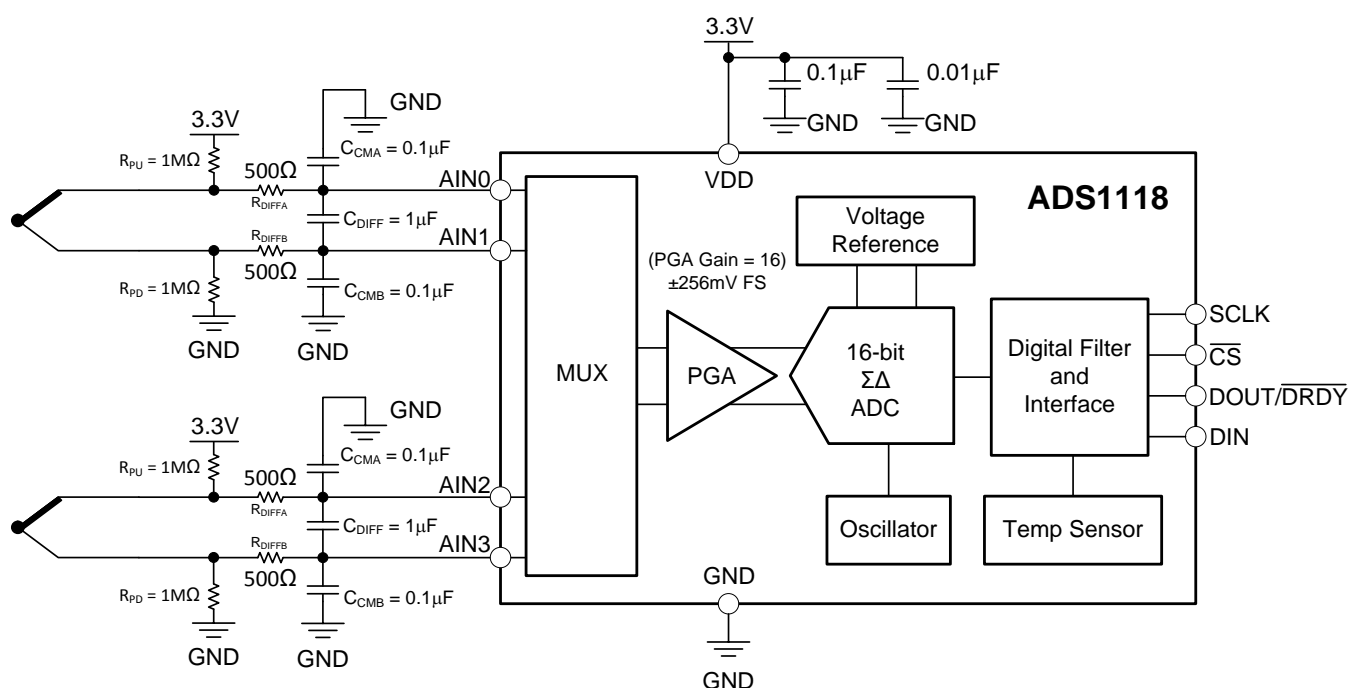 3.3V
0.1µF
0.01µF
GND
GND
GND
3.3V
R_PU = 1MΩ
C_CMA = 0.1µF
500Ω
R_DIFFA
AIN0
C_DIFF = 1µF
R_DIFFB
500Ω
AIN1
R_PD = 1MΩ
C_CMB = 0.1µF
GND
GND
VDD
ADS1118
Voltage
Reference
(PGA Gain = 16)
±256mV FS
MUX
PGA
16-bit
ΣΔ
ADC
Digital Filter
and
Interface
SCLK
C̅S̅
DOUT/D̅R̅D̅Y̅
DIN
Oscillator
Temp Sensor
GND
3.3V
R_PU = 1MΩ
C_CMA = 0.1µF
500Ω
R_DIFFA
AIN2
C_DIFF = 1µF
R_DIFFB
500Ω
AIN3
R_PD = 1MΩ
C_CMB = 0.1µF
GND
GND
GND
GND